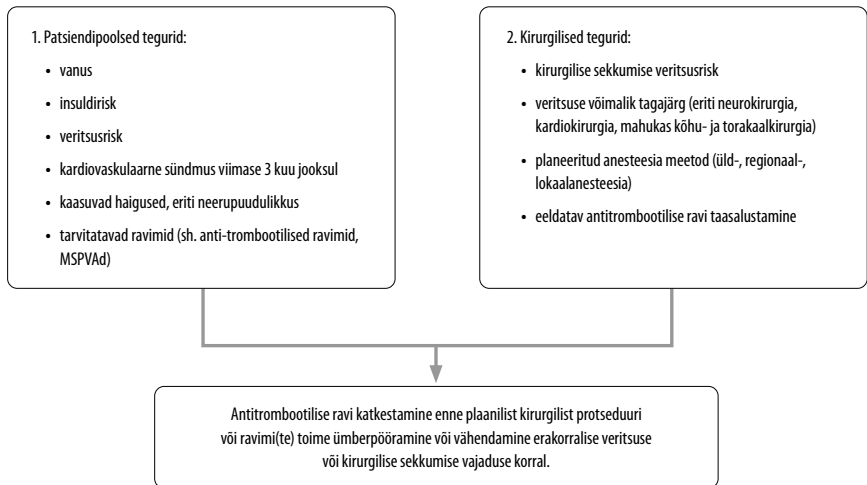 1. Patsiendipoolsed tegurid:
• vanus
• insuldirisk
• veritsusrisk
• kardiovaskulaarne sündmus viimase 3 kuu jooksul
• kaasuvad haigused, eriti neerupuudulikkus
• tarvitatavad ravimid (sh. anti-trombootilised ravimid,
MSPVAd)
2. Kirurgilised tegurid:
• kirurgilise sekkumise veritsusrisk
• veritsuse võimalik tagajärg (eriti neurokirurgia,
kardiokirurgia, mahukas kõhu- ja torakaalkirurgia)
• planeeritud anesteesia meetod (üld-, regionaal-,
lokaalanesteesia)
• eeldatav antitrombootilise ravi taasalustamine
Antitrombootilise ravi katkestamine enne plaanilist kirurgilist protseduuri
või ravimi(te) toime ümberpööramine või vähendamine erakorralise veritsuse
või kirurgilise sekkumise vajaduse korral.